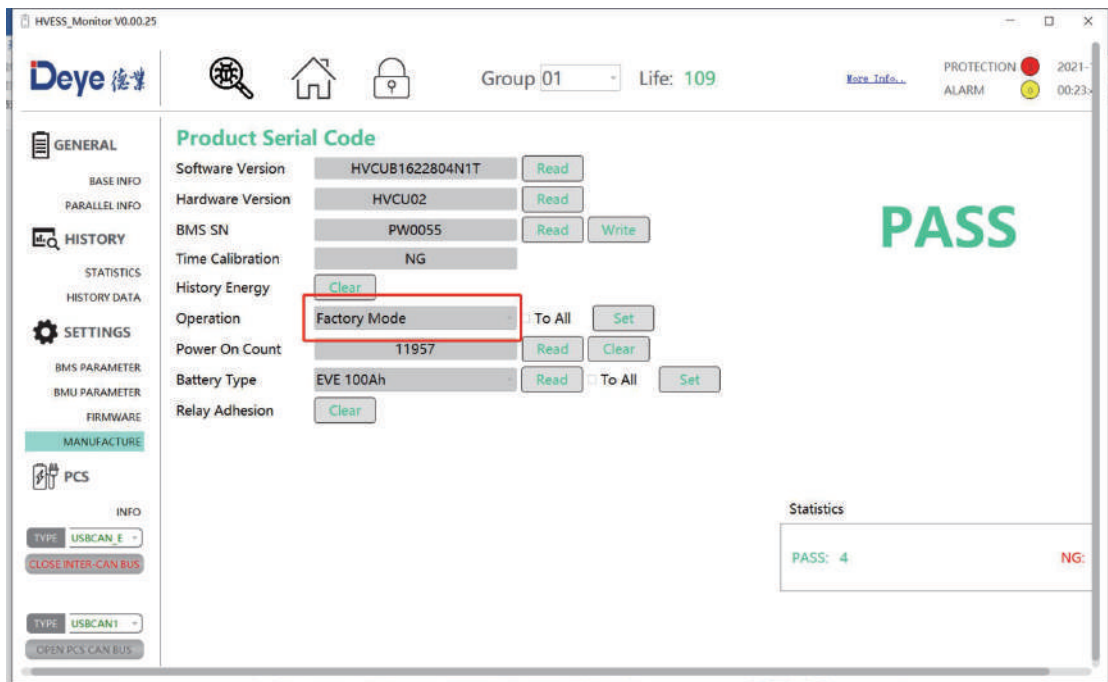 HVESS_Monitor V0.00.25
Deye 德业
Group 01 Life: 109
More Info..
PROTECTION
ALARM 0
2021-
00:23:
GENERAL
BASE INFO
PARALLEL INFO
HISTORY
STATISTICS
HISTORY DATA
SETTINGS
BMS PARAMETER
BMU PARAMETER
FIRMWARE
MANUFACTURE
PCS
INFO
TYPE USBCAN_E
CLOSE INTER-CAN BUS
TYPE USBCAN1
OPEN PCS CAN BUS
Product Serial Code
Software Version HVCUB1622804N1T Read
Hardware Version HVCU02 Read
BMS SN PW0055 Read Write
Time Calibration NG
History Energy Clear
Operation Factory Mode To All Set
Power On Count 11957 Read Clear
Battery Type EVE 100Ah Read To All Set
Relay Adhesion Clear
PASS
Statistics
PASS: 4 NG: